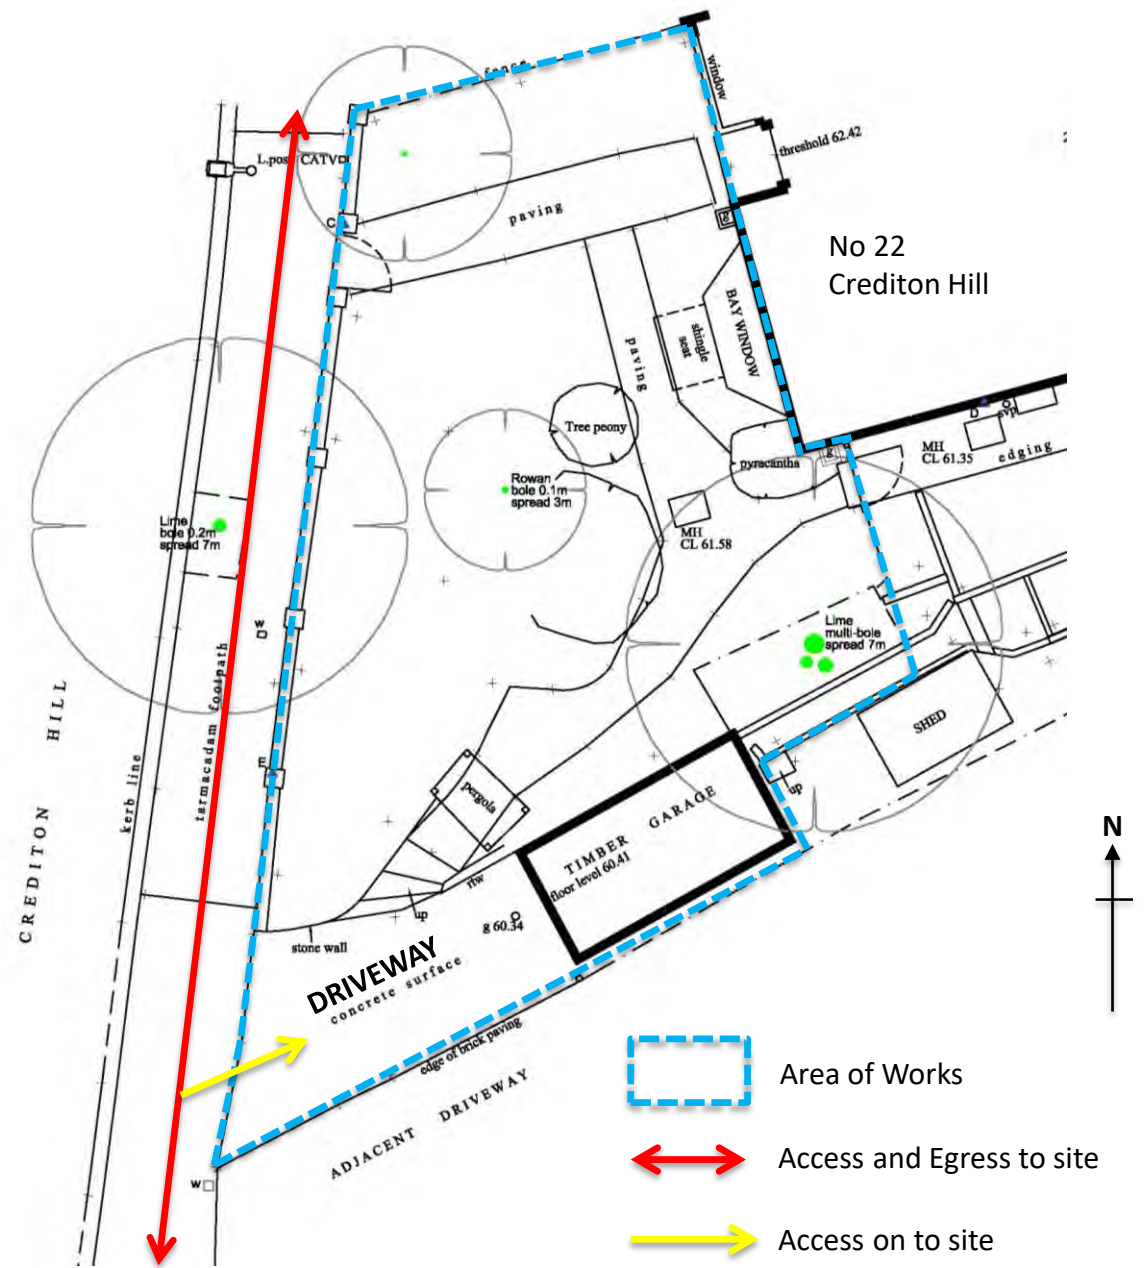 fence
window
threshold 62.42
L.post CATV
C
paving
g
No 22
Crediton Hill
BAY WINDOW
shingle
seat
paving
Tree peony
D
svp
MH
CL 61.35
edging
g
pyracantha
Rowan
bole 0.1m
spread 3m
Lime
bole 0.2m
spread 7m
MH
CL 61.58
w
Lime
multi-bole
spread 7m
CREDITON HILL
kerb line
tarmacadam footpath
E
SHED
pergola
up
TIMBER GARAGE
floor level 60.41
rtw
up
g 60.34
stone wall
N
DRIVEWAY
concrete surface
edge of brick paving
ADJACENT DRIVEWAY
w
Area of Works
Access and Egress to site
Access on to site